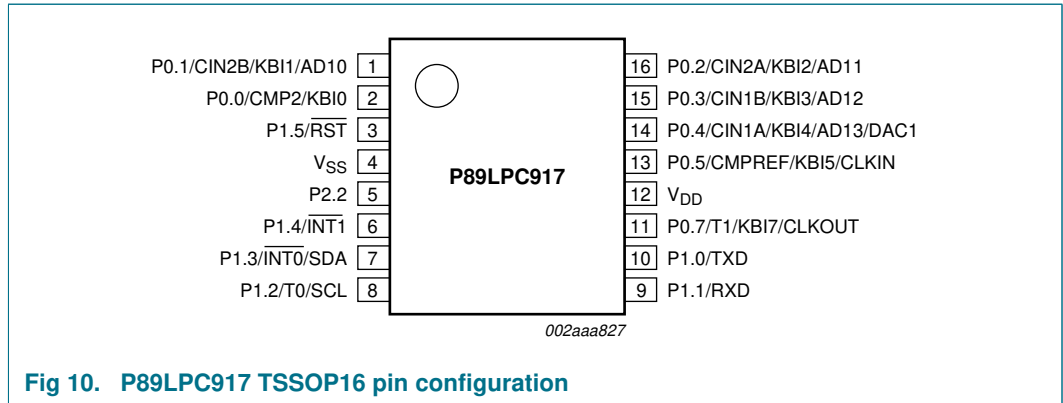 P0.1/CIN2B/KBI1/AD10 1 16 P0.2/CIN2A/KBI2/AD11
P0.0/CMP2/KBI0 2 15 P0.3/CIN1B/KBI3/AD12
P1.5/RST 3 14 P0.4/CIN1A/KBI4/AD13/DAC1
VSS 4 13 P0.5/CMPREF/KBI5/CLKIN
P89LPC917
P2.2 5 12 VDD
P1.4/INT1 6 11 P0.7/T1/KBI7/CLKOUT
P1.3/INT0/SDA 7 10 P1.0/TXD
P1.2/T0/SCL 8 9 P1.1/RXD
002aaa827
Fig 10. P89LPC917 TSSOP16 pin configuration